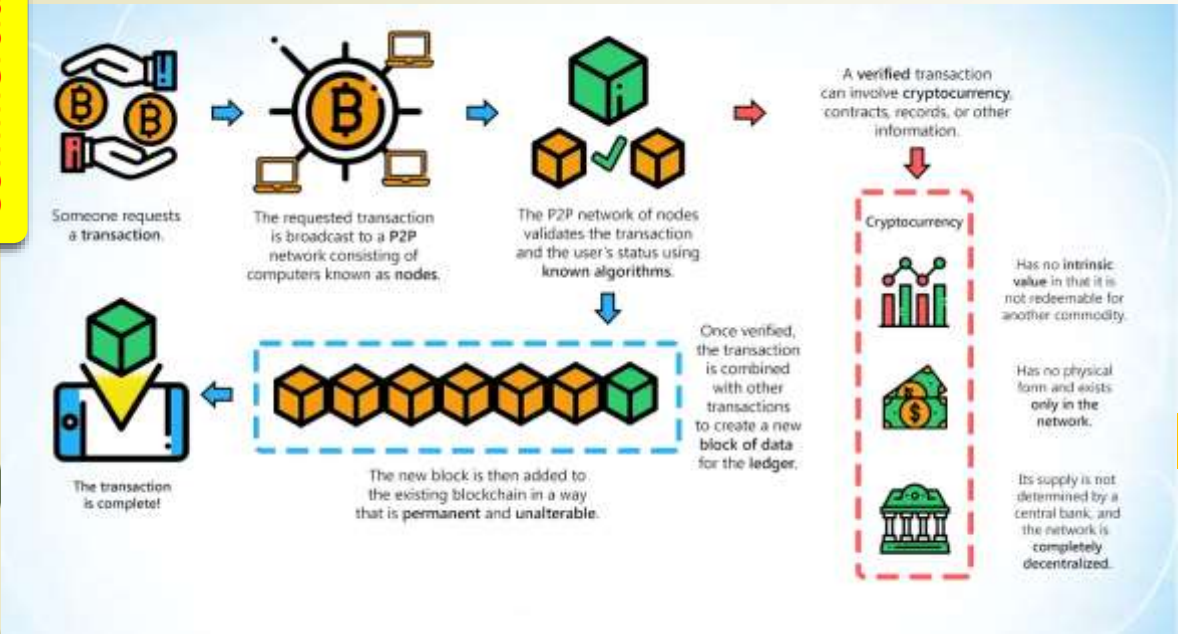 Someone requests
a transaction.
The requested transaction
is broadcast to a P2P
network consisting of
computers known as nodes.
The P2P network of nodes
validates the transaction
and the user's status using
known algorithms.
A verified transaction
can involve cryptocurrency,
contracts, records, or other
information.
Cryptocurrency
Has no intrinsic
value in that it is
not redeemable for
another commodity.
Has no physical
form and exists
only in the
network.
Its supply is not
determined by a
central bank, and
the network is
completely
decentralized.
Once verified,
the transaction
is combined
with other
transactions
to create a new
block of data
for the ledger.
The new block is then added to
the existing blockchain in a way
that is permanent and unalterable.
The transaction
is complete!